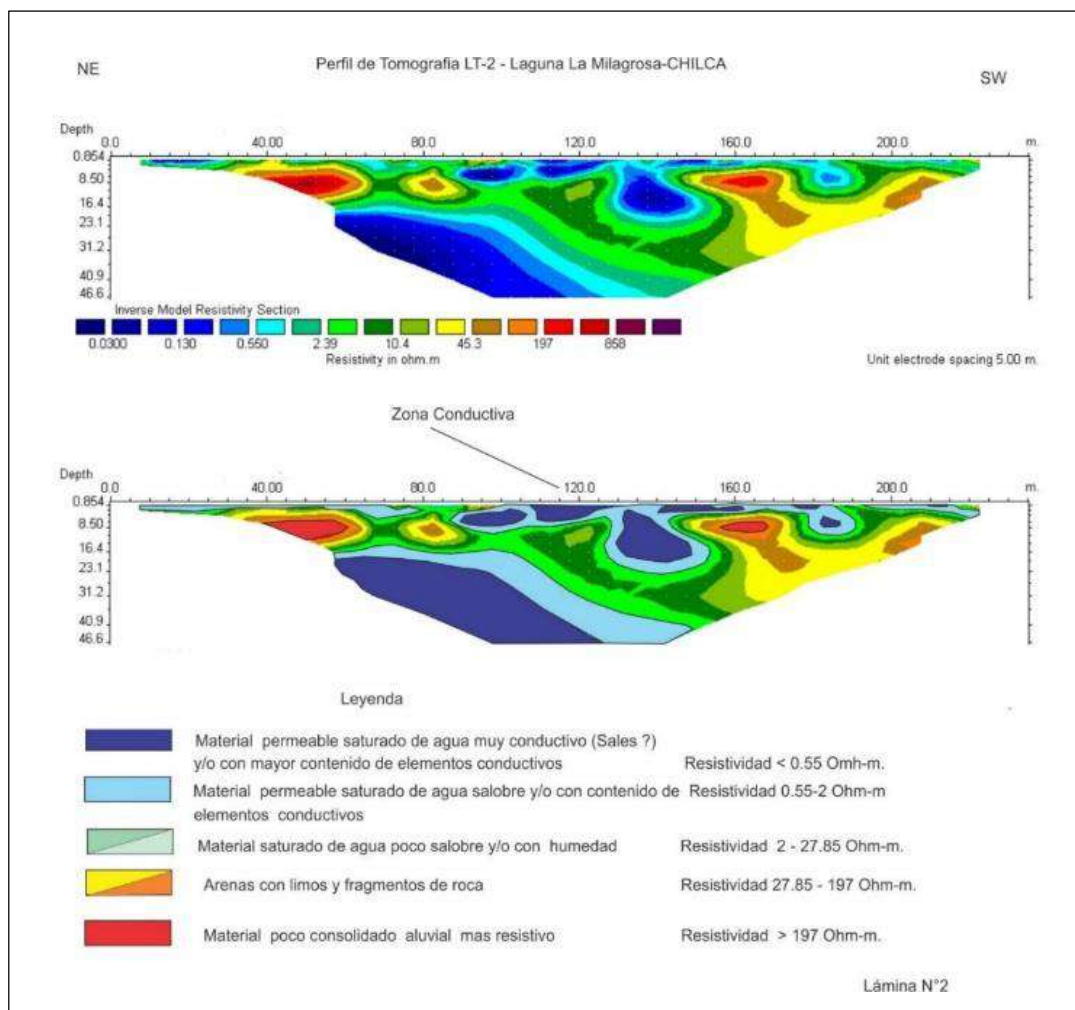 Perfil de Tomografia LT-2 - Laguna La Milagrosa-CHILCA
NE
SW
Depth
0.0 40.00 80.0 120.0 160.0 200.0 m.
0.854
8.50
16.4
23.1
31.2
40.9
46.6
Inverse Model Resistivity Section
0.0300 0.130 0.550 2.39 10.4 45.3 197 858
Resistivity in ohm.m
Unit electrode spacing 5.00 m.
Zona Conductiva
Depth
0.0 40.00 80.0 120.0 160.0 200.0 m.
0.854
8.50
16.4
23.1
31.2
40.9
46.6
Leyenda
Material permeable saturado de agua muy conductivo (Sales ?)
y/o con mayor contenido de elementos conductivos Resistividad < 0.55 Omh-m.
Material permeable saturado de agua salobre y/o con contenido de Resistividad 0.55-2 Ohm-m
elementos conductivos
Material saturado de agua poco salobre y/o con humedad Resistividad 2 - 27.85 Ohm-m.
Arenas con limos y fragmentos de roca Resistividad 27.85 - 197 Ohm-m.
Material poco consolidado aluvial mas resistivo Resistividad > 197 Ohm-m.
Lámina N°2